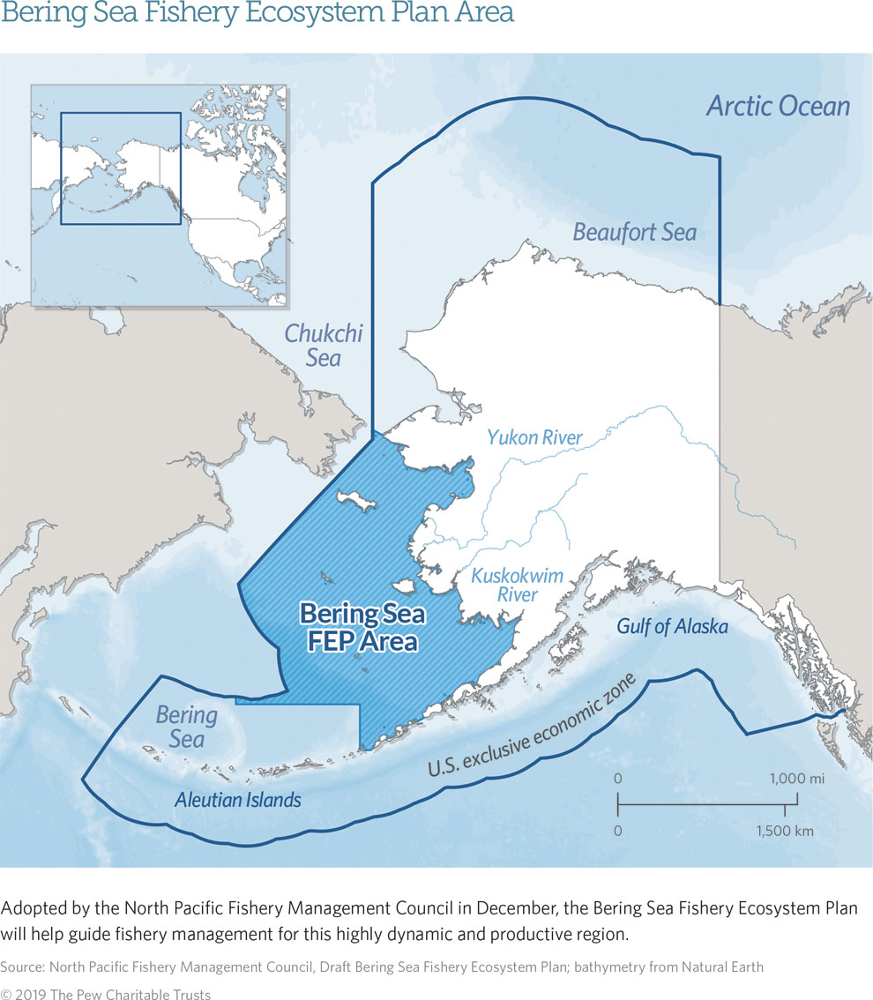 Bering Sea Fishery Ecosystem Plan Area
Arctic Ocean
Beaufort Sea
Chukchi
Sea
Yukon River
Kuskokwim
River
Bering Sea
FEP Area
Gulf of Alaska
Bering
Sea
U.S. exclusive economic zone
Aleutian Islands
0
1,000 mi
0
1,500 km
Adopted by the North Pacific Fishery Management Council in December, the Bering Sea Fishery Ecosystem Plan
will help guide fishery management for this highly dynamic and productive region.
Source: North Pacific Fishery Management Council, Draft Bering Sea Fishery Ecosystem Plan; bathymetry from Natural Earth
© 2019 The Pew Charitable Trusts